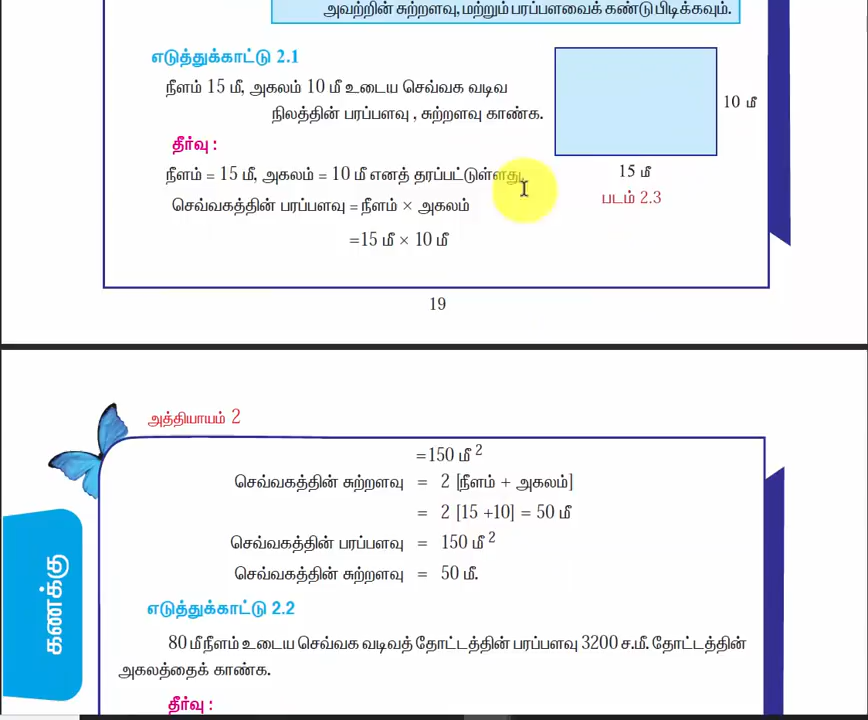 அவற்றின் சுற்றளவு, மற்றும் பரப்பளவைக் கண்டு பிடிக்கவும்.
எடுத்துக்காட்டு 2.1
நீளம் 15 மீ, அகலம் 10 மீ உடைய செவ்வக வடிவ
நிலத்தின் பரப்பளவு , சுற்றளவு காண்க.
10 மீ
தீர்வு :
15 மீ
படம் 2.3
நீளம் = 15 மீ, அகலம் = 10 மீ எனத் தரப்பட்டுள்ளது.
செவ்வகத்தின் பரப்பளவு = நீளம் × அகலம்
=15 மீ × 10 மீ
19
அத்தியாயம் 2
=150 மீ ²
செவ்வகத்தின் சுற்றளவு = 2 [நீளம் + அகலம்]
= 2 [15 +10] = 50 மீ
செவ்வகத்தின் பரப்பளவு = 150 மீ ²
செவ்வகத்தின் சுற்றளவு = 50 மீ.
கணக்கு
எடுத்துக்காட்டு 2.2
80 மீ நீளம் உடைய செவ்வக வடிவத் தோட்டத்தின் பரப்பளவு 3200 ச.மீ. தோட்டத்தின்
அகலத்தைக் காண்க.
தீர்வு :